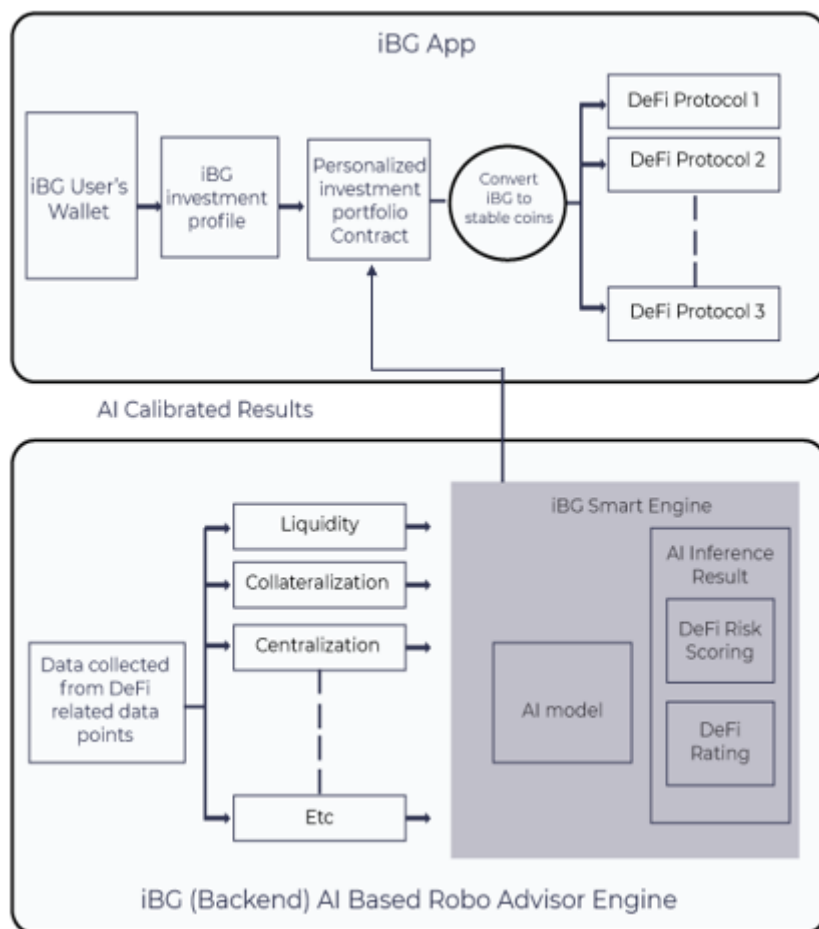 iBG App
iBG User's
Wallet
iBG
investment
profile
Personalized
investment
portfolio
Contract
Convert
iBG to
stable coins
DeFi Protocol 1
DeFi Protocol 2
DeFi Protocol 3
AI Calibrated Results
Data collected
from DeFi
related data
points
Liquidity
Collateralization
Centralization
Etc
iBG Smart Engine
AI model
AI Inference
Result
DeFi Risk
Scoring
DeFi
Rating
iBG (Backend) AI Based Robo Advisor Engine